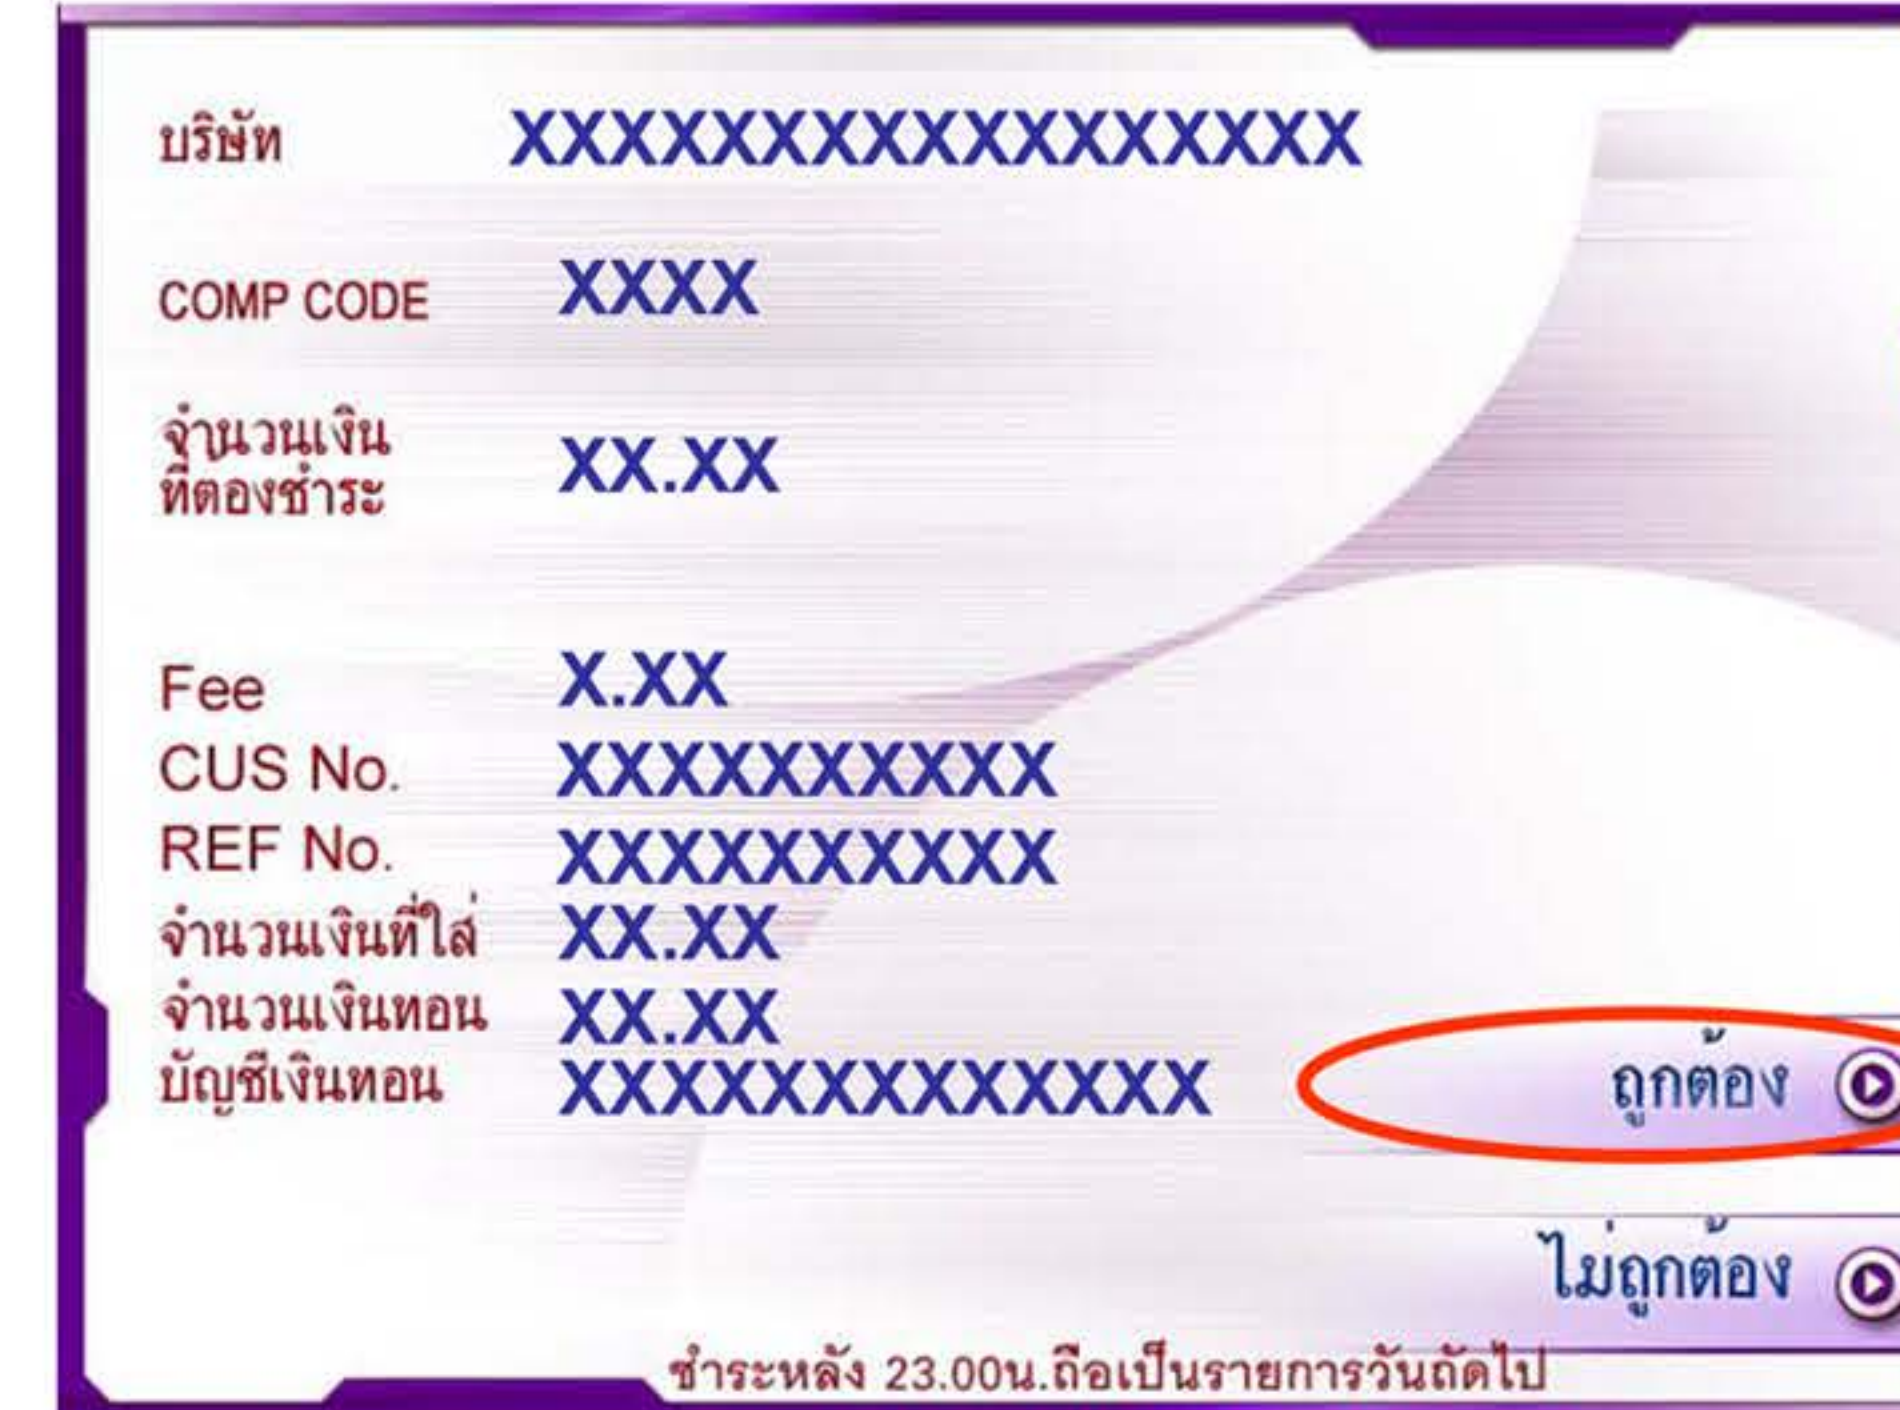 บริษัท XXXXXXXXXXXXXXXXX
COMP CODE XXXX
จำนวนเงิน
ที่ต้องชำระ XX.XX
Fee X.XX
CUS No. XXXXXXXXXX
REF No. XXXXXXXXXX
จำนวนเงินที่ใส่ XX.XX
จำนวนเงินทอน XX.XX
บัญชีเงินทอน XXXXXXXXXXXXX
ถูกต้อง
ไม่ถูกต้อง
ชำระหลัง 23.00น.ถือเป็นรายการวันถัดไป